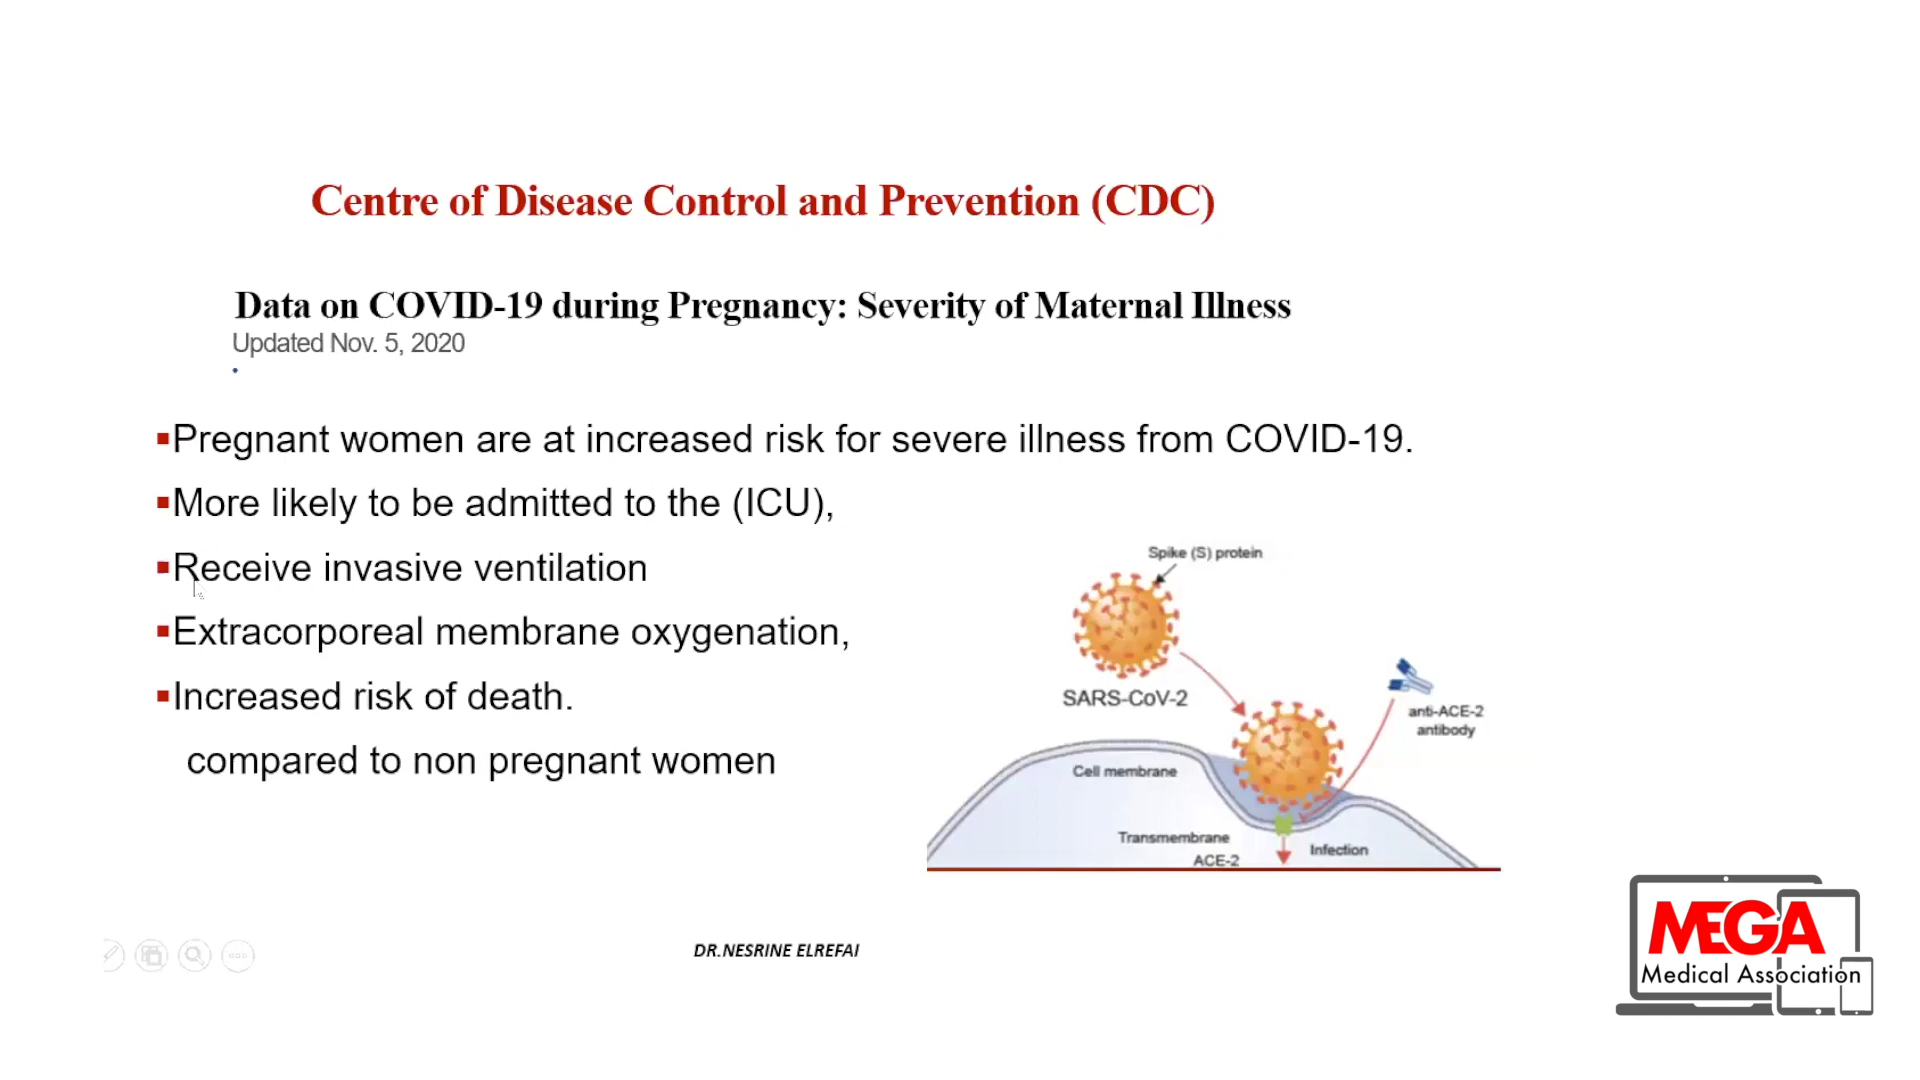 Centre of Disease Control and Prevention (CDC)
Data on COVID-19 during Pregnancy: Severity of Maternal Illness
Updated Nov. 5, 2020
Pregnant women are at increased risk for severe illness from COVID-19.
More likely to be admitted to the (ICU),
Receive invasive ventilation
Extracorporeal membrane oxygenation,
Increased risk of death.
compared to non pregnant women
Spike (S) protein
SARS-CoV-2
anti-ACE-2
antibody
Cell membrane
Transmembrane
ACE-2
Infection
DR.NESRINE ELREFAI
MEGA
Medical Association